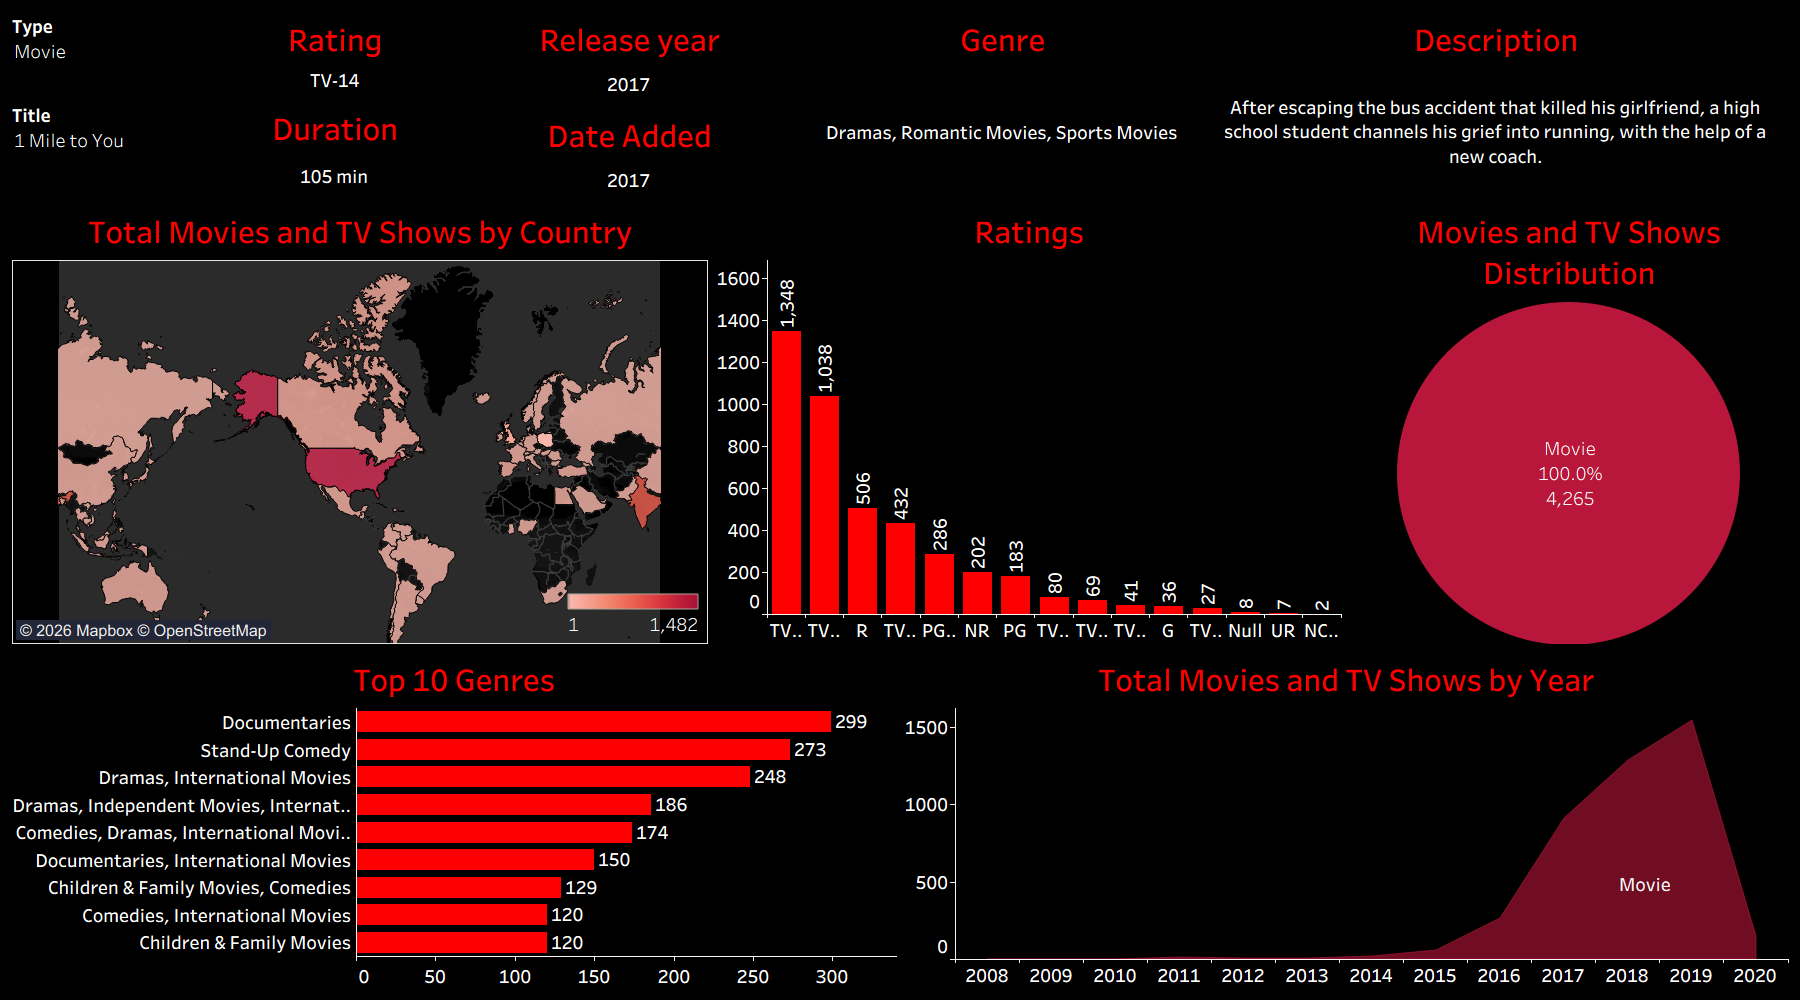 Type
Movie
Title
1 Mile to You
Rating
TV-14
Duration
105 min
Release year
2017
Date Added
2017
Genre
Dramas, Romantic Movies, Sports Movies
Description
After escaping the bus accident that killed his girlfriend, a high
school student channels his grief into running, with the help of a
new coach.
Total Movies and TV Shows by Country
1
1,482
© 2026 Mapbox © OpenStreetMap
Ratings
1600
1400
1200
1000
800
600
400
200
0
1,348
1,038
506
432
286
202
183
80
69
41
36
27
8
7
2
TV.. TV.. R TV.. PG.. NR PG TV.. TV.. TV.. G TV.. Null UR NC..
Movies and TV Shows
Distribution
Movie
100.0%
4,265
Top 10 Genres
Documentaries 299
Stand-Up Comedy 273
Dramas, International Movies 248
Dramas, Independent Movies, Internat.. 186
Comedies, Dramas, International Movi.. 174
Documentaries, International Movies 150
Children & Family Movies, Comedies 129
Comedies, International Movies 120
Children & Family Movies 120
0 50 100 150 200 250 300
Total Movies and TV Shows by Year
1500
1000
500
0
Movie
2008 2009 2010 2011 2012 2013 2014 2015 2016 2017 2018 2019 2020